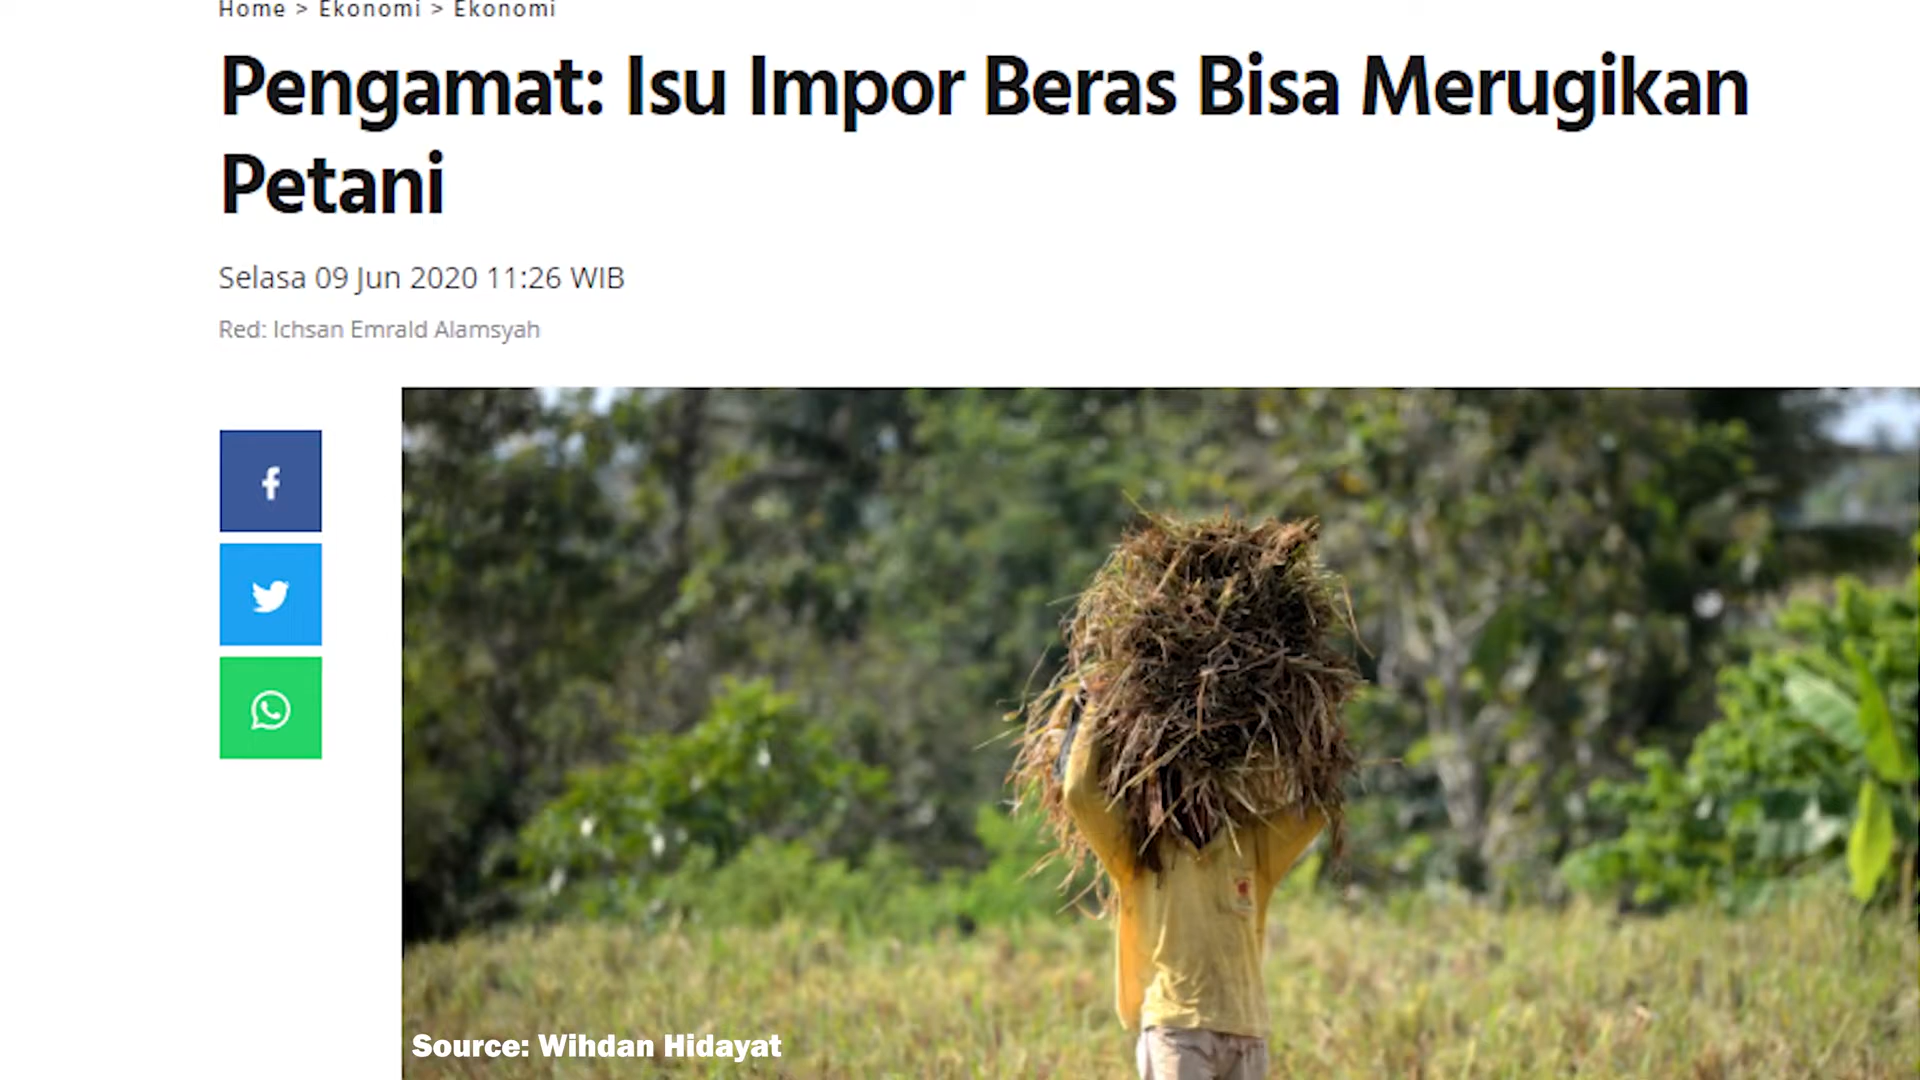 Home > Ekonomi > Ekonomi
Pengamat: Isu Impor Beras Bisa Merugikan
Petani
Selasa 09 Jun 2020 11:26 WIB
Red: Ichsan Emrald Alamsyah
Source: Wihdan Hidayat